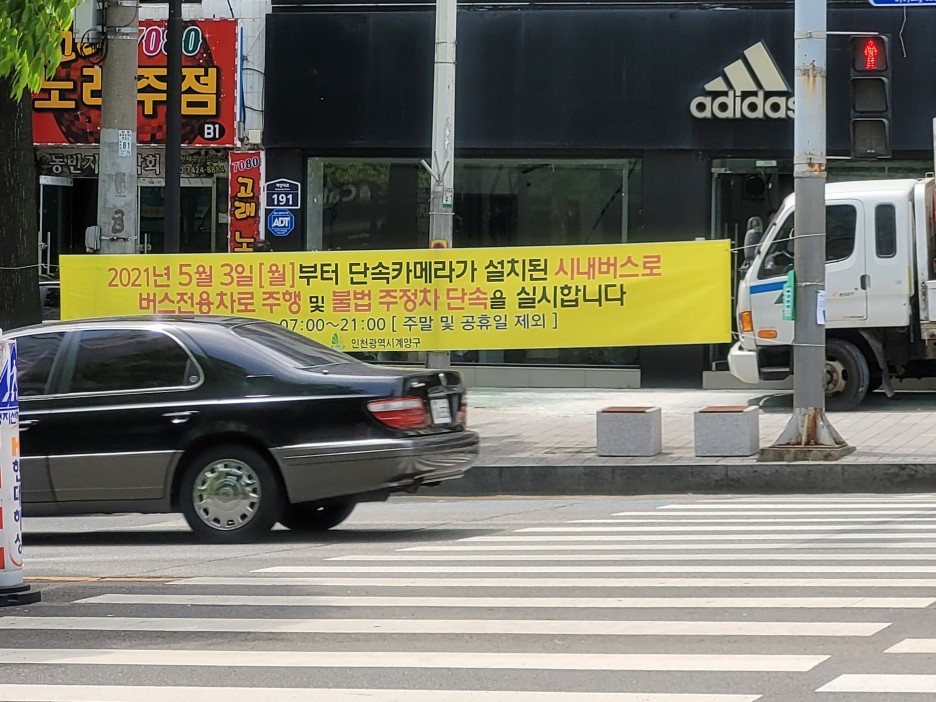 7080
노래주점
B1
7424-8884
7080
고래
191
ADT
adidas
2021년 5월 3일[월]부터 단속카메라가 설치된 시내버스로
버스전용차로 주행 및 불법 주정차 단속을 실시합니다
07:00~21:00 [ 주말 및 공휴일 제외 ]
인천광역시계양구